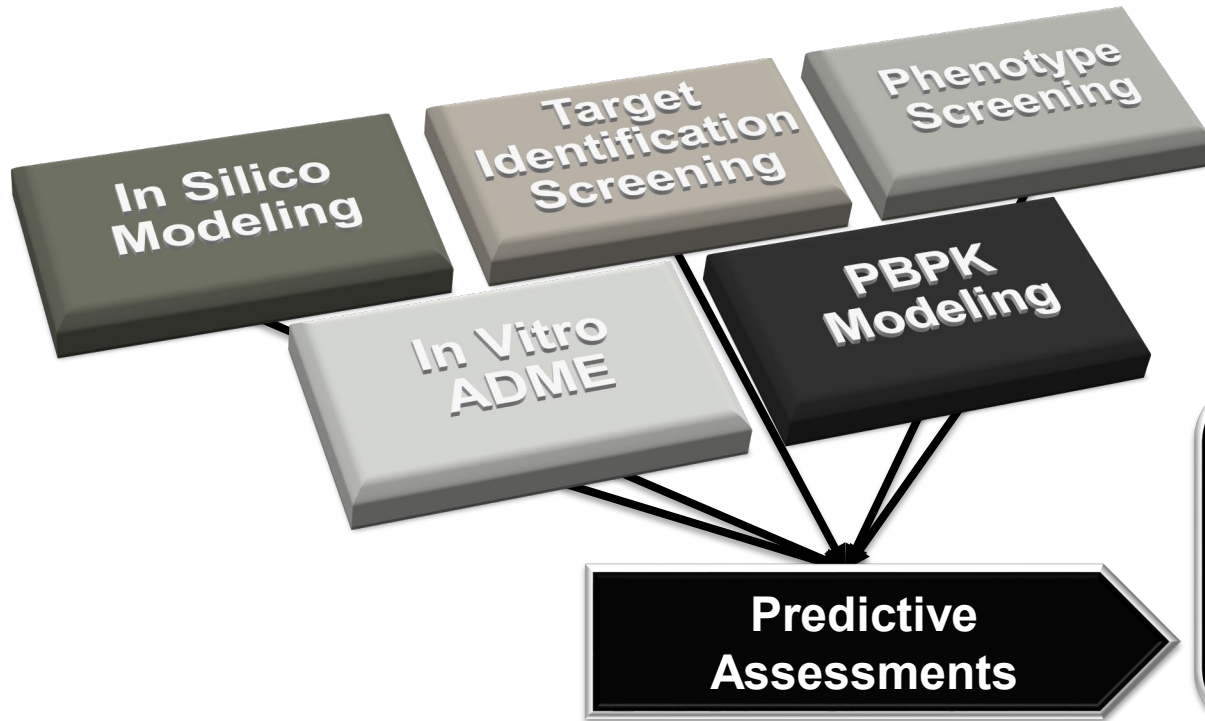 In Silico
Modeling
Target
Identification
Screening
Phenotype
Screening
In Vitro
ADME
PBPK
Modeling
Predictive
Assessments